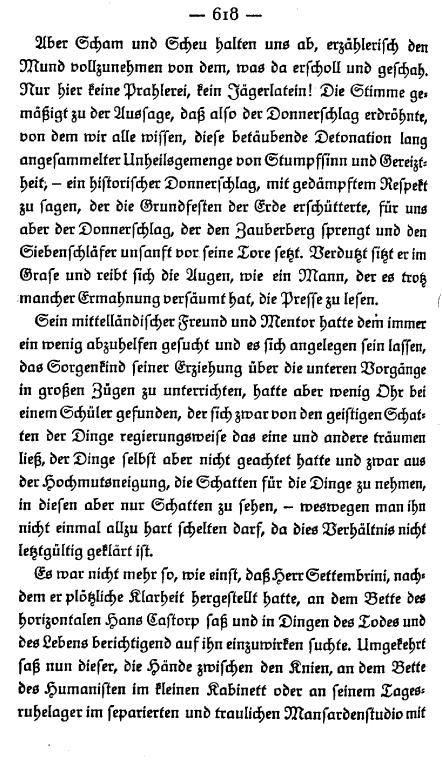 — 618 —
Aber Scham und Scheu halten uns ab, erzählerisch den
Mund vollzunehmen von dem, was da erscholl und geschah.
Nur hier keine Prahlerei, kein Jägerlatein! Die Stimme ge-
mäßigt zu der Aussage, daß also der Donnerschlag erdröhnte,
von dem wir alle wissen, diese betäubende Detonation lang
angesammelter Unheilsgemenge von Stumpfsinn und Gereizt-
heit, – ein historischer Donnerschlag, mit gedämpftem Respekt
zu sagen, der die Grundfesten der Erde erschütterte, für uns
aber der Donnerschlag, der den Zauberberg sprengt und den
Siebenschläfer unsanft vor seine Tore setzt. Verdutzt sitzt er im
Grase und reibt sich die Augen, wie ein Mann, der es trotz
mancher Ermahnung versäumt hat, die Presse zu lesen.
Sein mittelländischer Freund und Mentor hatte dem immer
ein wenig abzuhelfen gesucht und es sich angelegen sein lassen,
das Sorgenkind seiner Erziehung über die unteren Vorgänge
in großen Zügen zu unterrichten, hatte aber wenig Ohr bei
einem Schüler gefunden, der sich zwar von den geistigen Schat-
ten der Dinge regierungsweise das eine und andere träumen
ließ, der Dinge selbst aber nicht geachtet hatte und zwar aus
der Hochmutsneigung, die Schatten für die Dinge zu nehmen,
in diesen aber nur Schatten zu sehen, – weswegen man ihn
nicht einmal allzu hart schelten darf, da dies Verhältnis nicht
letztgültig geklärt ist.
Es war nicht mehr so, wie einst, daß Herr Settembrini, nach-
dem er plötzliche Klarheit hergestellt hatte, an dem Bette des
horizontalen Hans Castorp saß und in Dingen des Todes und
des Lebens berichtigend auf ihn einzuwirken suchte. Umgekehrt
saß nun dieser, die Hände zwischen den Knien, an dem Bette
des Humanisten im kleinen Kabinett oder an seinem Tages-
ruhelager im separierten und traulichen Mansardenstudio mit